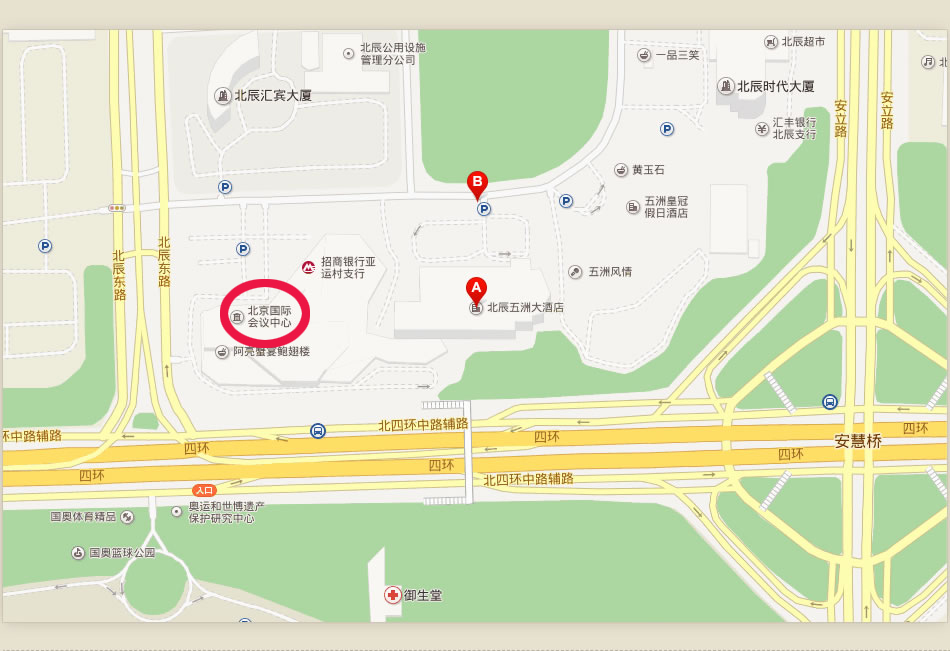 北辰公用设施
管理分公司
一品三笑
北辰超市
北
北辰汇宾大厦
北辰时代大厦
安立路
安立路
汇丰银行
北辰支行
P
P
B
黄玉石
P
P
五洲皇冠
假日酒店
P
P
北辰东路
北辰东路
招商银行亚
运村支行
五洲风情
A
北京国际
会议中心
北辰五洲大酒店
阿亮蟹宴鲍翅楼
环中路辅路
北四环中路辅路
四环
四环
四环
四环
四环
四环
安慧桥
北四环中路辅路
入口
国奥体育精品
奥运和世博遗产
保护研究中心
国奥篮球公园
御生堂